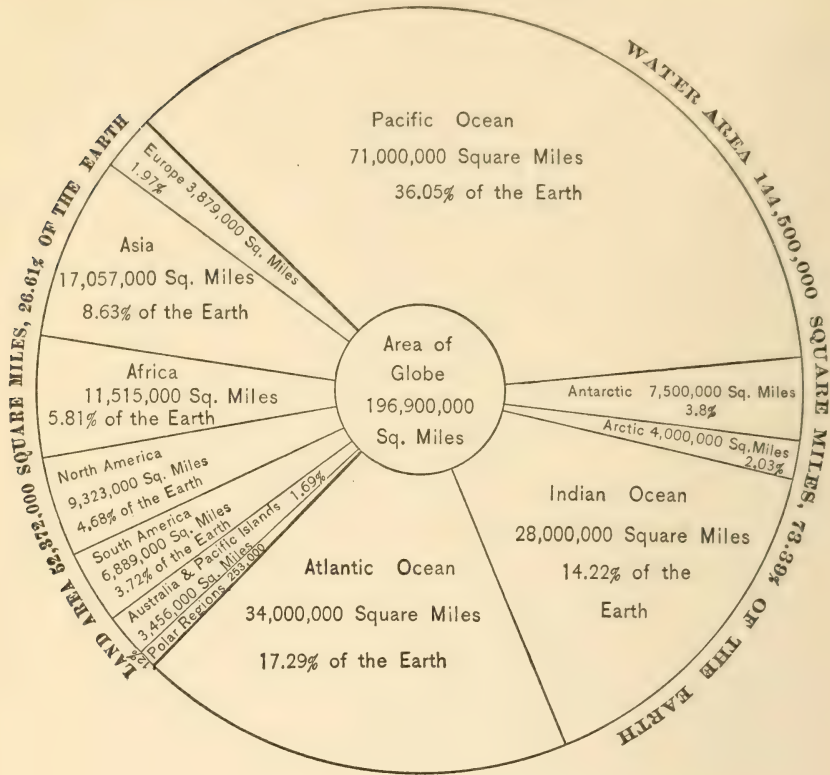 WATER AREA 144,500,000 SQUARE MILES, 73.39% OF THE EARTH
Pacific Ocean
71,000,000 Square Miles
36.05% of the Earth
Antarctic 7,500,000 Sq. Miles
3.8%
Arctic 4,000,000 Sq. Miles
2.03%
Indian Ocean
28,000,000 Square Miles
14.22% of the
Earth
Atlantic Ocean
34,000,000 Square Miles
17.29% of the Earth
LAND AREA 52,372,000 SQUARE MILES, 26.61% OF THE EARTH
Europe 3,879,000 Sq. Miles
1.97%
Asia
17,057,000 Sq. Miles
8.63% of the Earth
Africa
11,515,000 Sq. Miles
5.81% of the Earth
North America
9,323,000 Sq. Miles
4.68% of the Earth
South America
6,889,000 Sq. Miles
3.72% of the Earth
Australia & Pacific Islands 1.69%
3,456,000 Sq. Miles
Polar Regions 253,000
.12%
Area of
Globe
196,900,000
Sq. Miles